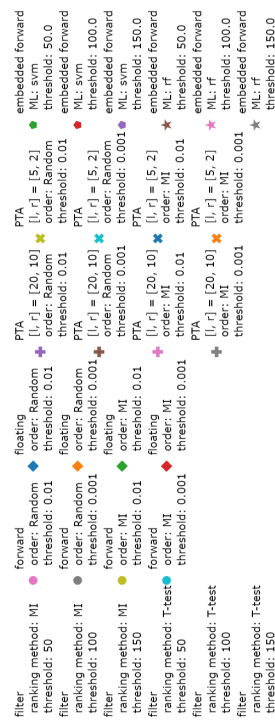 filter
ranking method: MI
threshold: 50
filter
ranking method: MI
threshold: 100
filter
ranking method: MI
threshold: 150
filter
ranking method: T-test
threshold: 50
filter
ranking method: T-test
threshold: 100
filter
ranking method: T-test
threshold: 150
forward
order: Random
threshold: 0.01
forward
order: Random
threshold: 0.001
forward
order: MI
threshold: 0.01
forward
order: MI
threshold: 0.001
floating
order: Random
threshold: 0.01
floating
order: Random
threshold: 0.001
floating
order: MI
threshold: 0.01
floating
order: MI
threshold: 0.001
PTA
[l, r] = [20, 10]
order: Random
threshold: 0.01
PTA
[l, r] = [20, 10]
order: Random
threshold: 0.001
PTA
[l, r] = [20, 10]
order: MI
threshold: 0.01
PTA
[l, r] = [20, 10]
order: MI
threshold: 0.001
PTA
[l, r] = [5, 2]
order: Random
threshold: 0.01
PTA
[l, r] = [5, 2]
order: Random
threshold: 0.001
PTA
[l, r] = [5, 2]
order: MI
threshold: 0.01
PTA
[l, r] = [5, 2]
order: MI
threshold: 0.001
embedded forward
ML: svm
threshold: 50.0
embedded forward
ML: svm
threshold: 100.0
embedded forward
ML: svm
threshold: 150.0
embedded forward
ML: rf
threshold: 50.0
embedded forward
ML: rf
threshold: 100.0
embedded forward
ML: rf
threshold: 150.0